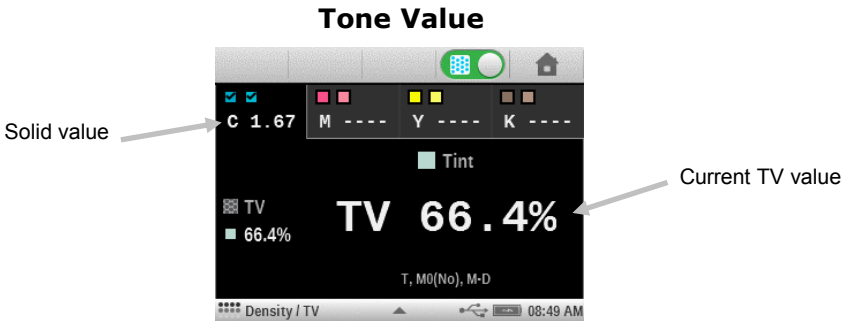 Tone Value
C 1.67 M ---- Y ---- K ----
Solid value
Tint
Current TV value
TV
TV 66.4%
66.4%
T, M0(No), M-D
Density / TV 08:49 AM